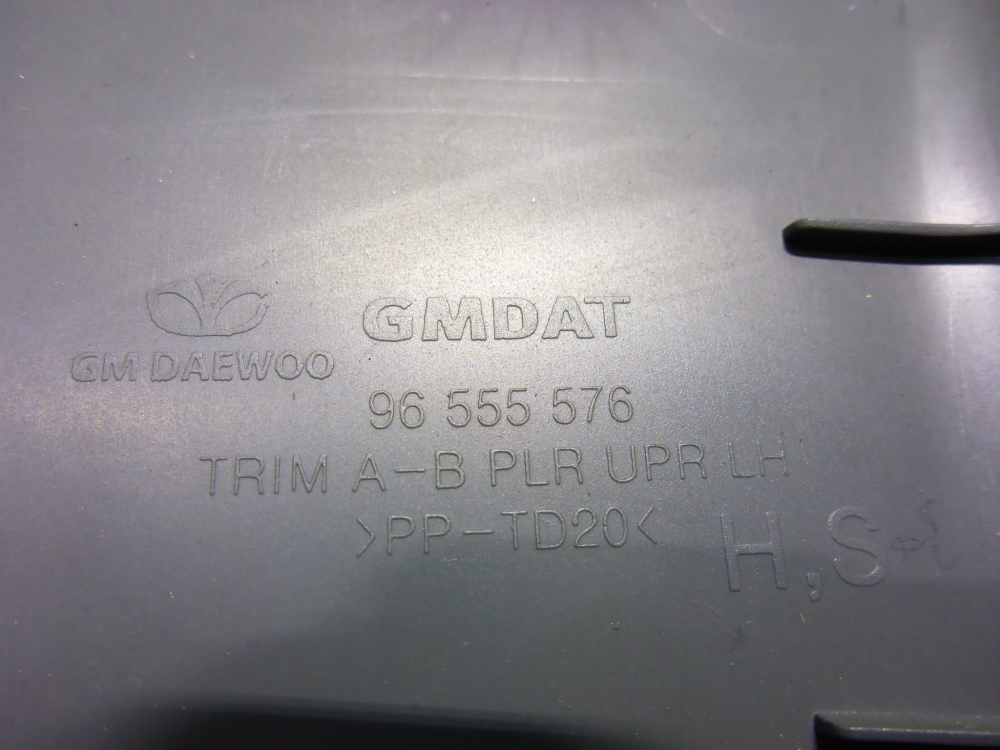 GMDAT
GM DAEWOO
96 555 576
TRIM A-B PLR UPR LH
>PP-TD20<
H,S